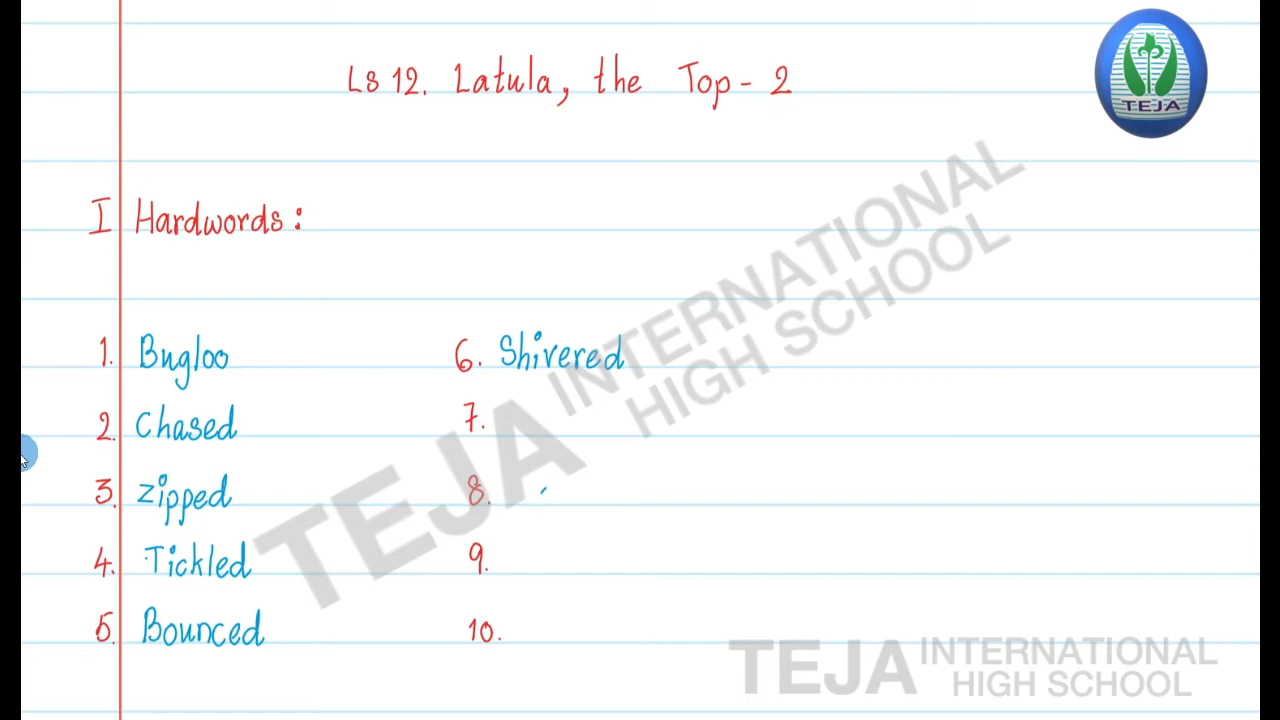 Ls 12. Latula, the Top - 2
TEJA
I Hardwords:
1. Bugloo
2. Chased
3. Zipped
4. Tickled
5. Bounced
6. Shivered
7.
8.
9.
10.
TEJA INTERNATIONAL HIGH SCHOOL
TEJA INTERNATIONAL HIGH SCHOOL